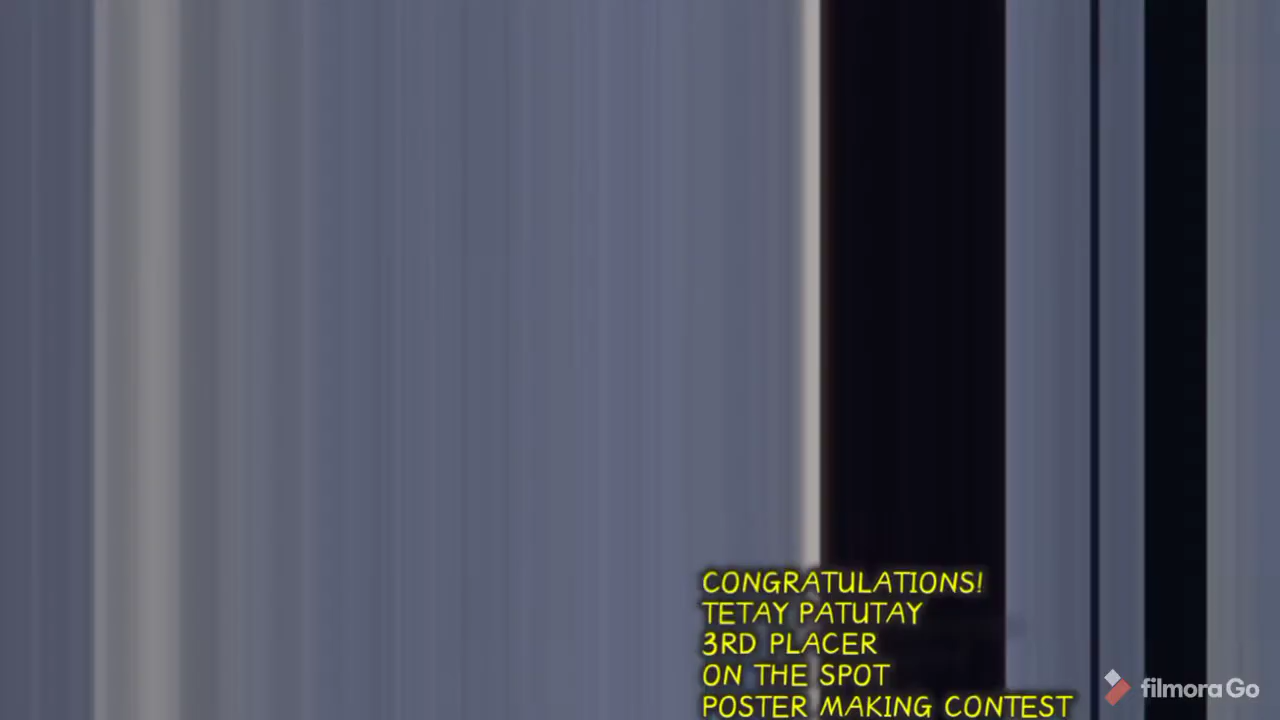 CONGRATULATIONS!
TETAY PATUTAY
3RD PLACER
ON THE SPOT
POSTER MAKING CONTEST
filmoraGo